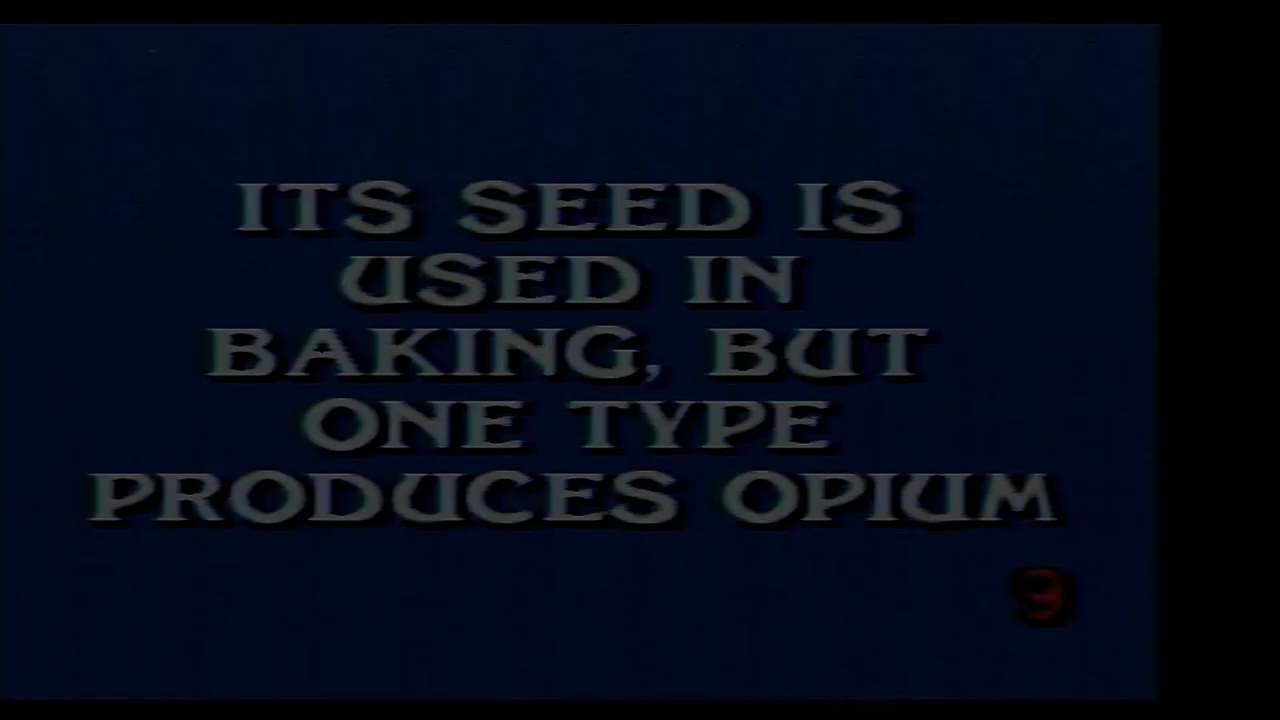 ITS SEED IS
USED IN
BAKING, BUT
ONE TYPE
PRODUCES OPIUM
9